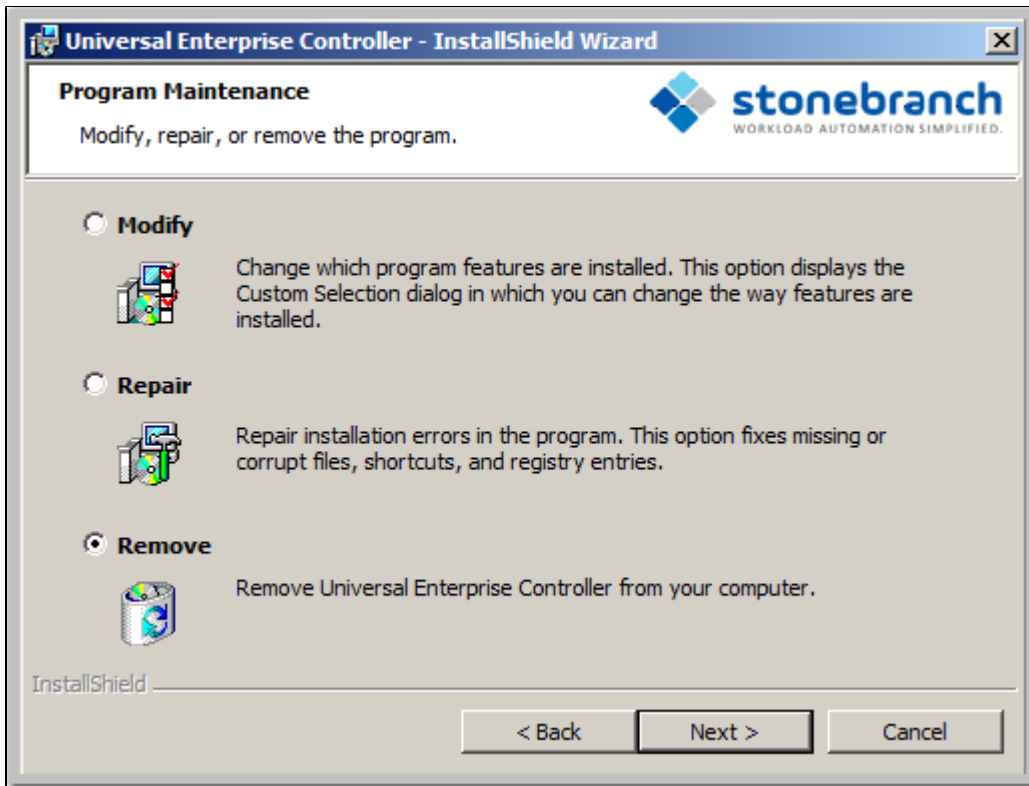 Universal Enterprise Controller - InstallShield Wizard
Program Maintenance
Modify, repair, or remove the program.
stonebranch
WORKLOAD AUTOMATION SIMPLIFIED.
Modify
Change which program features are installed. This option displays the
Custom Selection dialog in which you can change the way features are
installed.
Repair
Repair installation errors in the program. This option fixes missing or
corrupt files, shortcuts, and registry entries.
Remove
Remove Universal Enterprise Controller from your computer.
InstallShield
< Back
Next >
Cancel